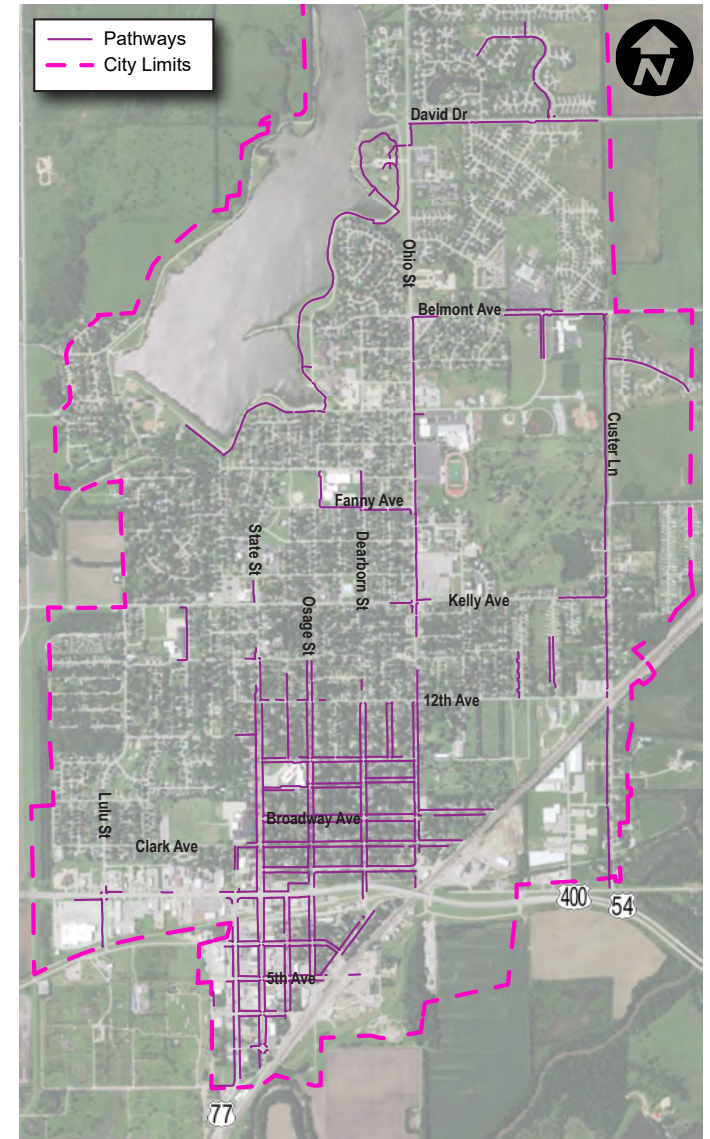 Pathways
City Limits
N
David Dr
Ohio St
Belmont Ave
Custer Ln
Fanny Ave
State St
Dearborn St
Osage St
Kelly Ave
12th Ave
Lulu St
Broadway Ave
Clark Ave
400
54
5th Ave
77